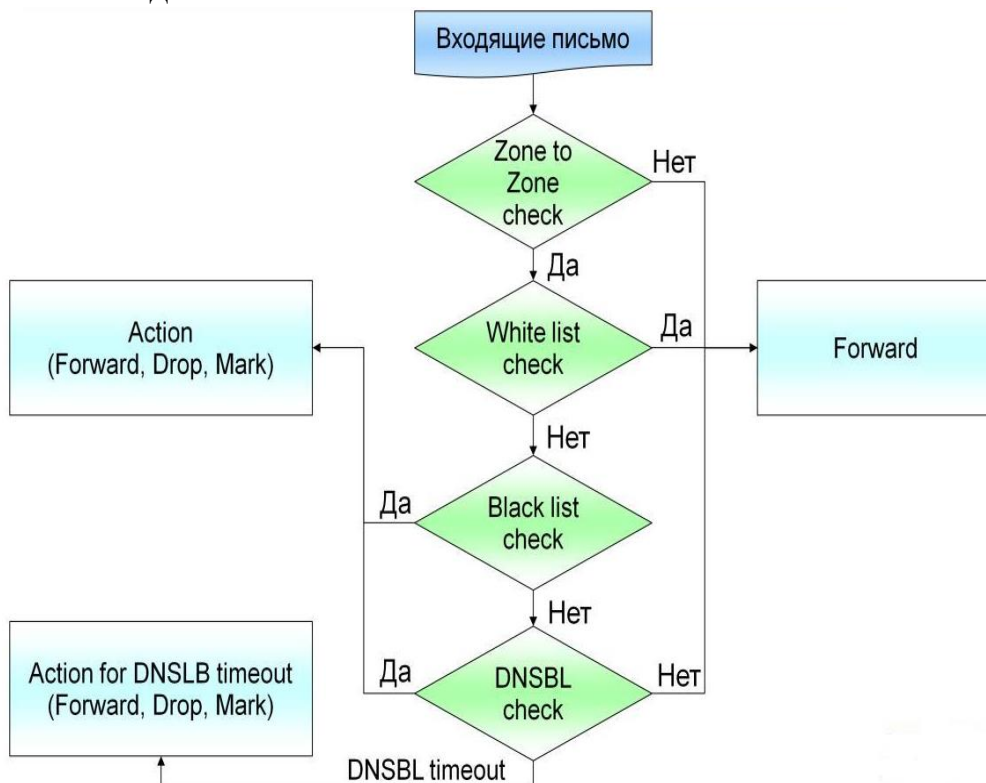 Входящие письмо
Zone to
Zone
check
Нет
Да
Action
(Forward, Drop, Mark)
White list
check
Да
Forward
Нет
Да
Black list
check
Нет
Action for DNSLB timeout
(Forward, Drop, Mark)
Да
DNSBL
check
Нет
DNSBL timeout